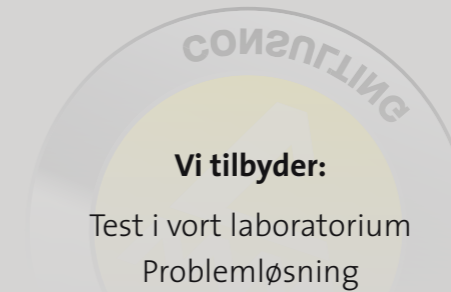 CONSULTING
Vi tilbyder:
Test i vort laboratorium
Problemløsning